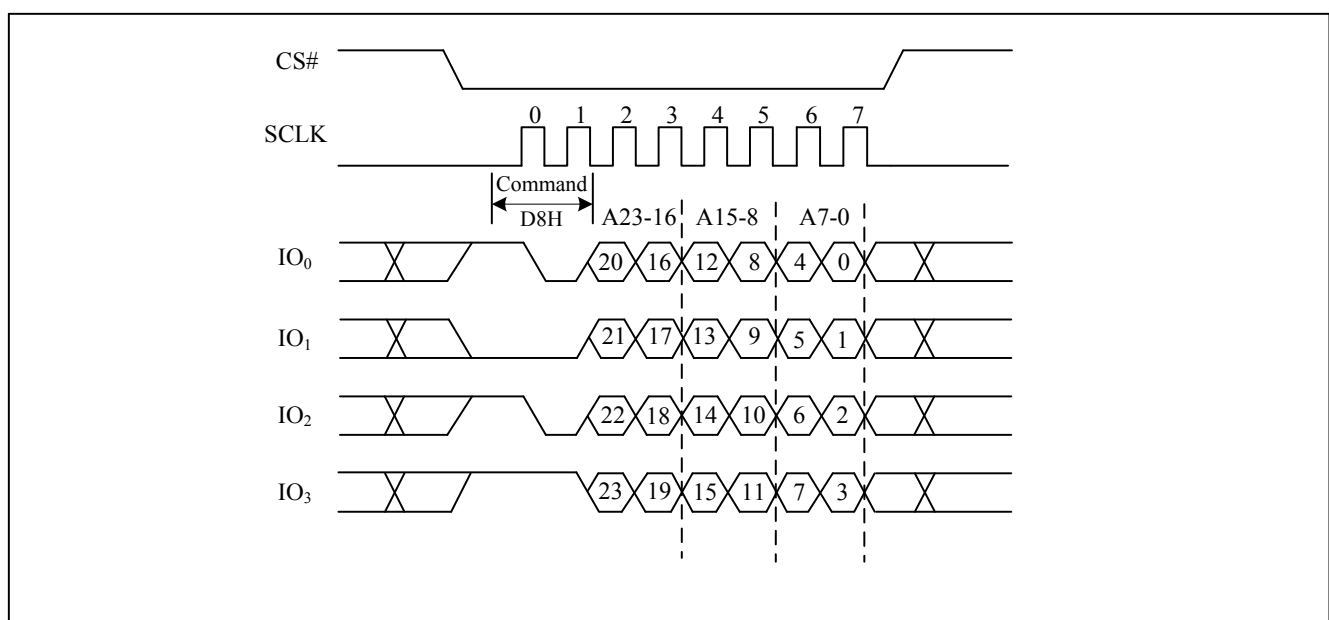 CS#
0 1 2 3 4 5 6 7
SCLK
Command
D8H
A23-16 A15-8 A7-0
IO₀ 20 16 12 8 4 0
IO₁ 21 17 13 9 5 1
IO₂ 22 18 14 10 6 2
IO₃ 23 19 15 11 7 3